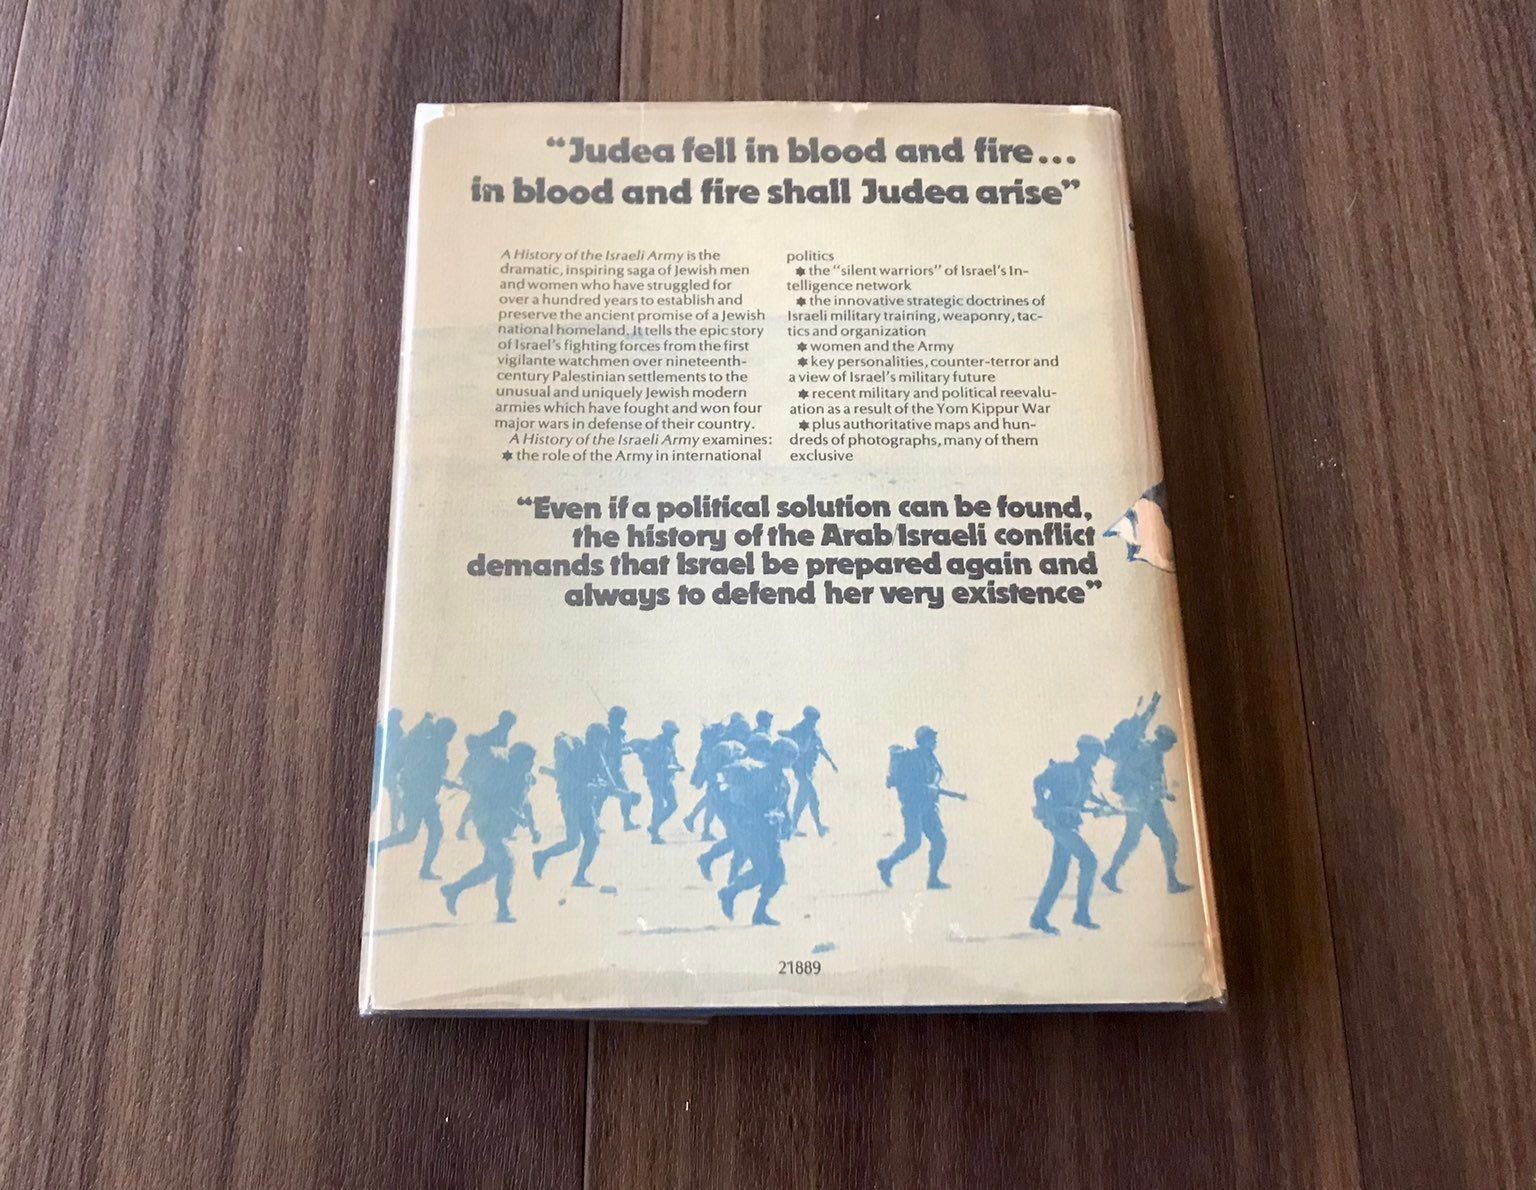 “Judea fell in blood and fire...
in blood and fire shall Judea arise”
A History of the Israeli Army is the
dramatic, inspiring saga of Jewish men
and women who have struggled for
over a hundred years to establish and
preserve the ancient promise of a Jewish
national homeland. It tells the epic story
of Israel's fighting forces from the first
vigilante watchmen over nineteenth-
century Palestinian settlements to the
unusual and uniquely Jewish modern
armies which have fought and won four
major wars in defense of their country.
A History of the Israeli Army examines:
✸ the role of the Army in international
politics
✸ the “silent warriors” of Israel's In-
telligence network
✸ the innovative strategic doctrines of
Israeli military training, weaponry, tac-
tics and organization
✸ women and the Army
✸ key personalities, counter-terror and
a view of Israel's military future
✸ recent military and political reevalu-
ation as a result of the Yom Kippur War
✸ plus authoritative maps and hun-
dreds of photographs, many of them
exclusive
“Even if a political solution can be found,
the history of the Arab/Israeli conflict
demands that Israel be prepared again and
always to defend her very existence”
21889